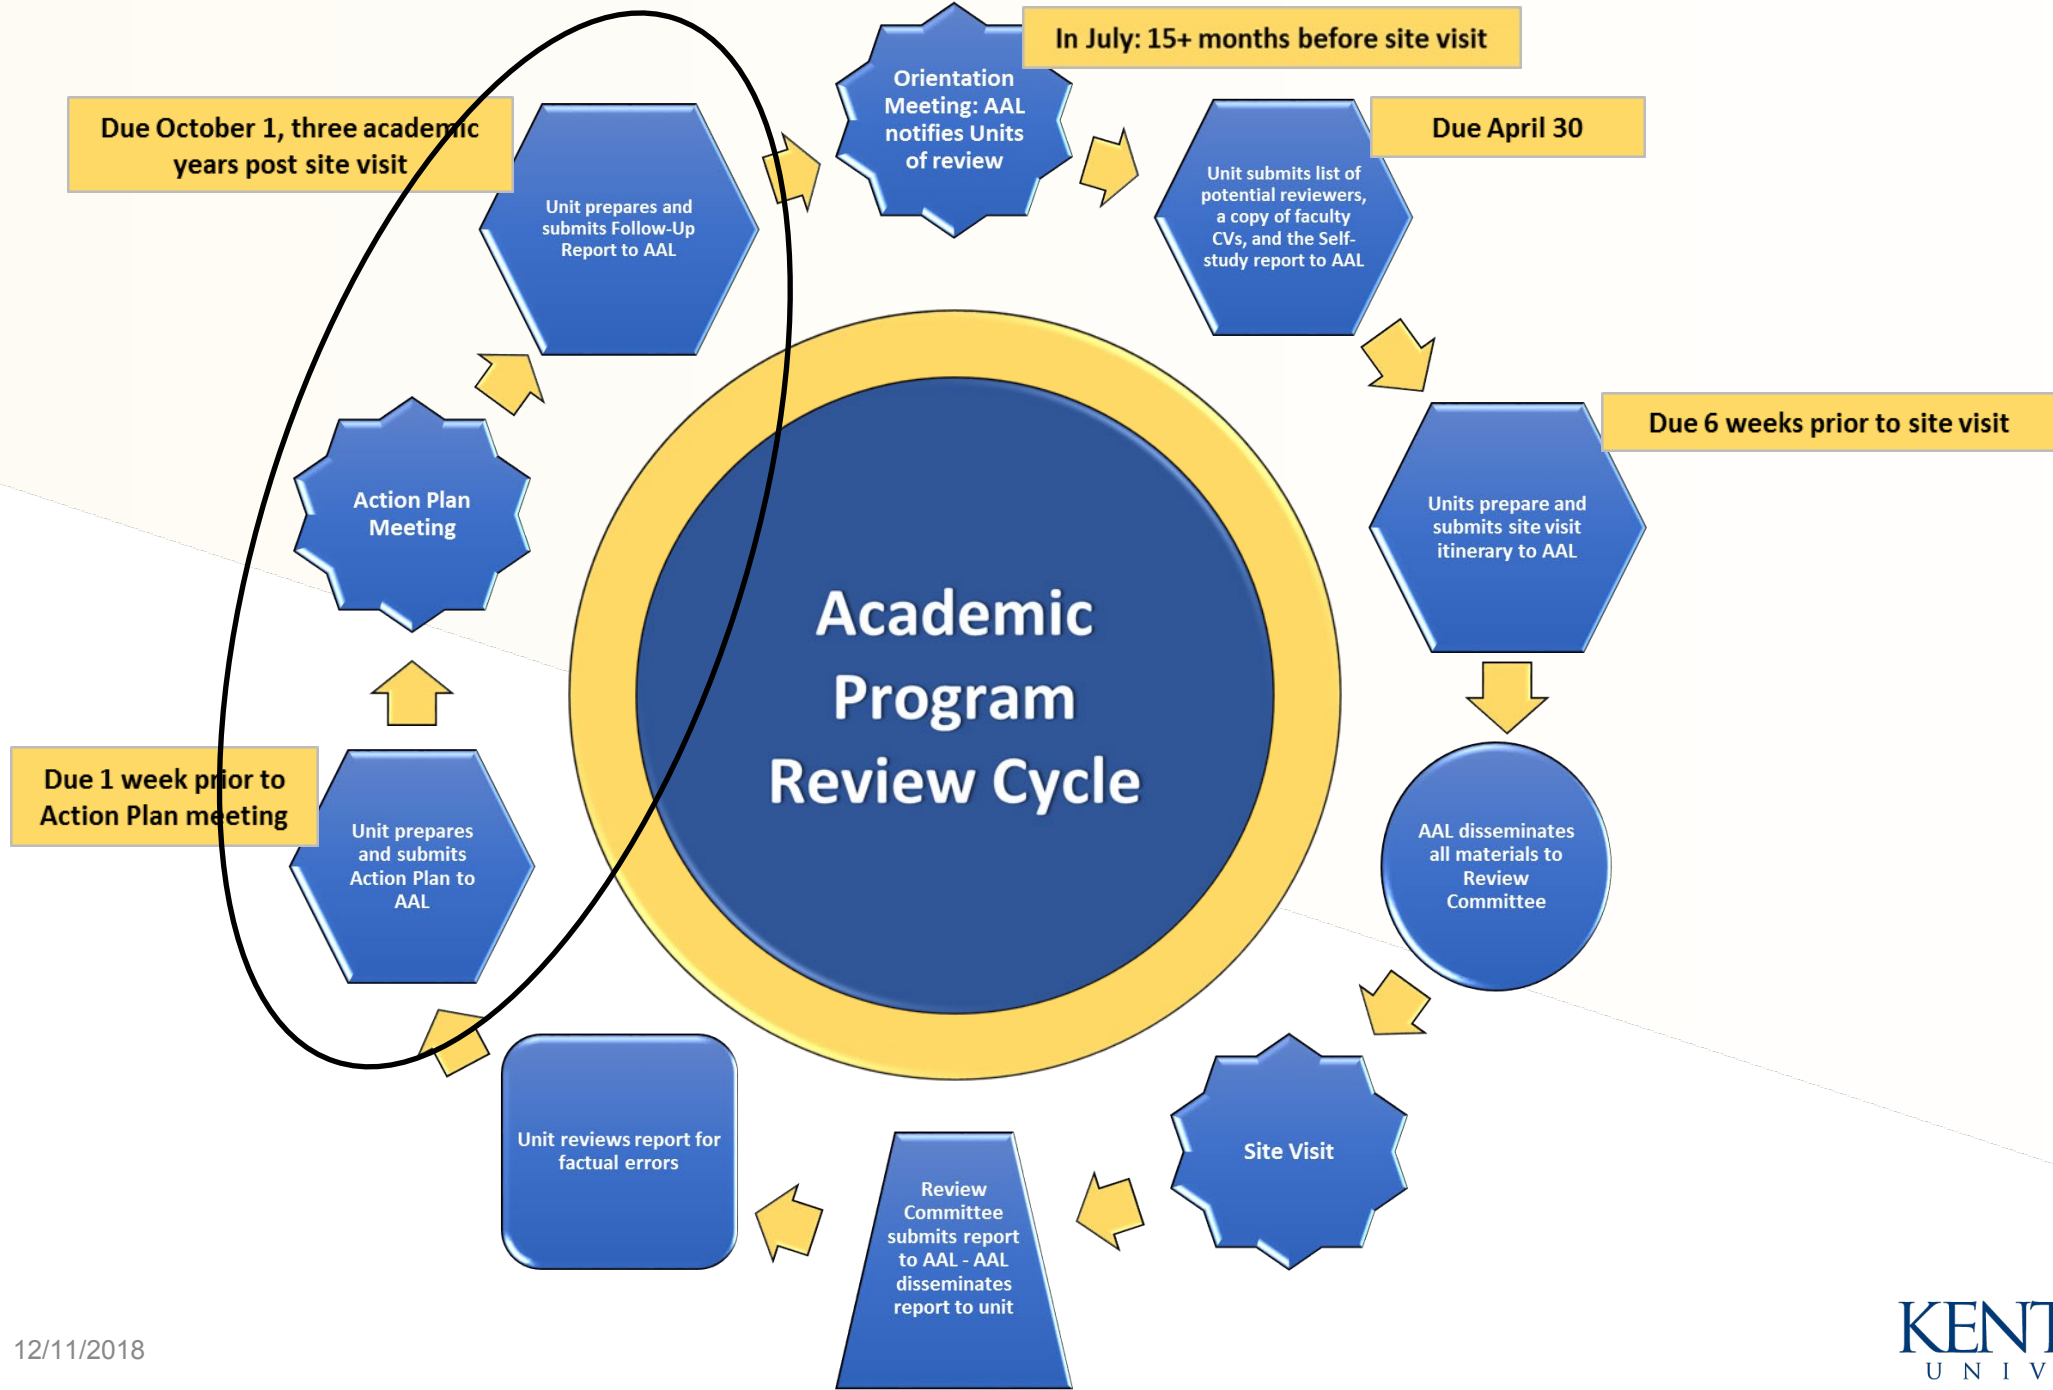 In July: 15+ months before site visit
Orientation
Meeting: AAL
notifies Units
of review
Due April 30
Unit submits list of
potential reviewers,
a copy of faculty
CVs, and the Self-
study report to AAL
Due 6 weeks prior to site visit
Units prepare and
submits site visit
itinerary to AAL
AAL disseminates
all materials to
Review
Committee
Site Visit
Review
Committee
submits report
to AAL - AAL
disseminates
report to unit
Unit reviews report for
factual errors
Due 1 week prior to
Action Plan meeting
Unit prepares
and submits
Action Plan to
AAL
Action Plan
Meeting
Due October 1, three academic
years post site visit
Unit prepares and
submits Follow-Up
Report to AAL
Academic
Program
Review Cycle
12/11/2018
KENT
UNIV